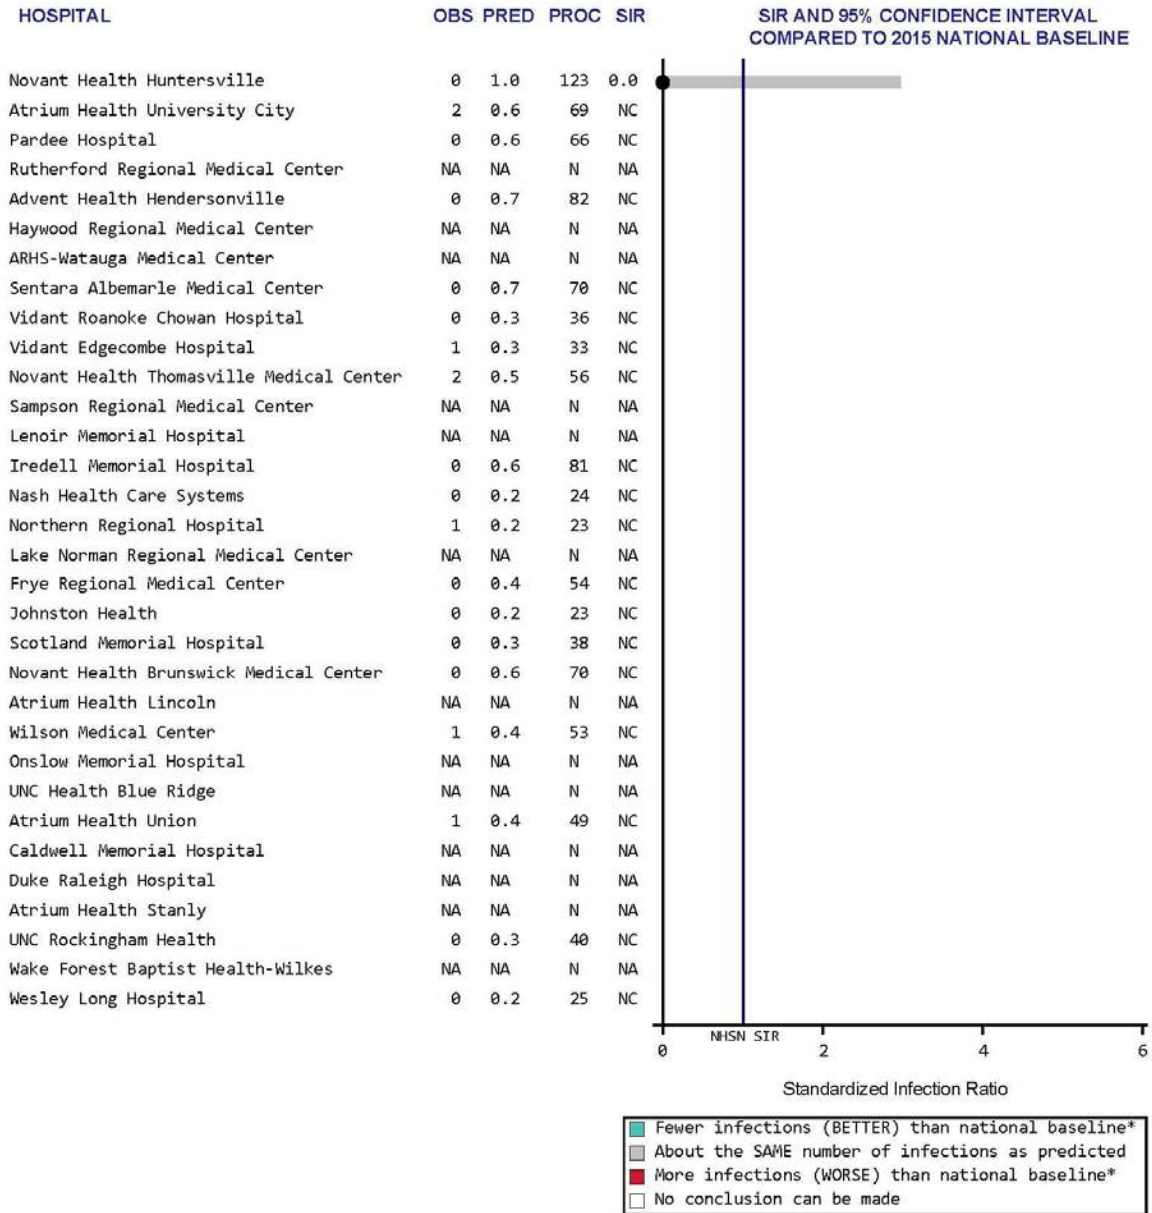 HOSPITAL OBS PRED PROC SIR SIR AND 95% CONFIDENCE INTERVAL
COMPARED TO 2015 NATIONAL BASELINE
Novant Health Huntersville 0 1.0 123 0.0
Atrium Health University City 2 0.6 69 NC
Pardee Hospital 0 0.6 66 NC
Rutherford Regional Medical Center NA NA N NA
Advent Health Hendersonville 0 0.7 82 NC
Haywood Regional Medical Center NA NA N NA
ARHS-Watauga Medical Center NA NA N NA
Sentara Albemarle Medical Center 0 0.7 70 NC
Vidant Roanoke Chowan Hospital 0 0.3 36 NC
Vidant Edgecombe Hospital 1 0.3 33 NC
Novant Health Thomasville Medical Center 2 0.5 56 NC
Sampson Regional Medical Center NA NA N NA
Lenoir Memorial Hospital NA NA N NA
Iredell Memorial Hospital 0 0.6 81 NC
Nash Health Care Systems 0 0.2 24 NC
Northern Regional Hospital 1 0.2 23 NC
Lake Norman Regional Medical Center NA NA N NA
Frye Regional Medical Center 0 0.4 54 NC
Johnston Health 0 0.2 23 NC
Scotland Memorial Hospital 0 0.3 38 NC
Novant Health Brunswick Medical Center 0 0.6 70 NC
Atrium Health Lincoln NA NA N NA
Wilson Medical Center 1 0.4 53 NC
Onslow Memorial Hospital NA NA N NA
UNC Health Blue Ridge NA NA N NA
Atrium Health Union 1 0.4 49 NC
Caldwell Memorial Hospital NA NA N NA
Duke Raleigh Hospital NA NA N NA
Atrium Health Stanly NA NA N NA
UNC Rockingham Health 0 0.3 40 NC
Wake Forest Baptist Health-Wilkes NA NA N NA
Wesley Long Hospital 0 0.2 25 NC
NHSN SIR
0 2 4 6
Standardized Infection Ratio
Fewer infections (BETTER) than national baseline*
About the SAME number of infections as predicted
More infections (WORSE) than national baseline*
No conclusion can be made